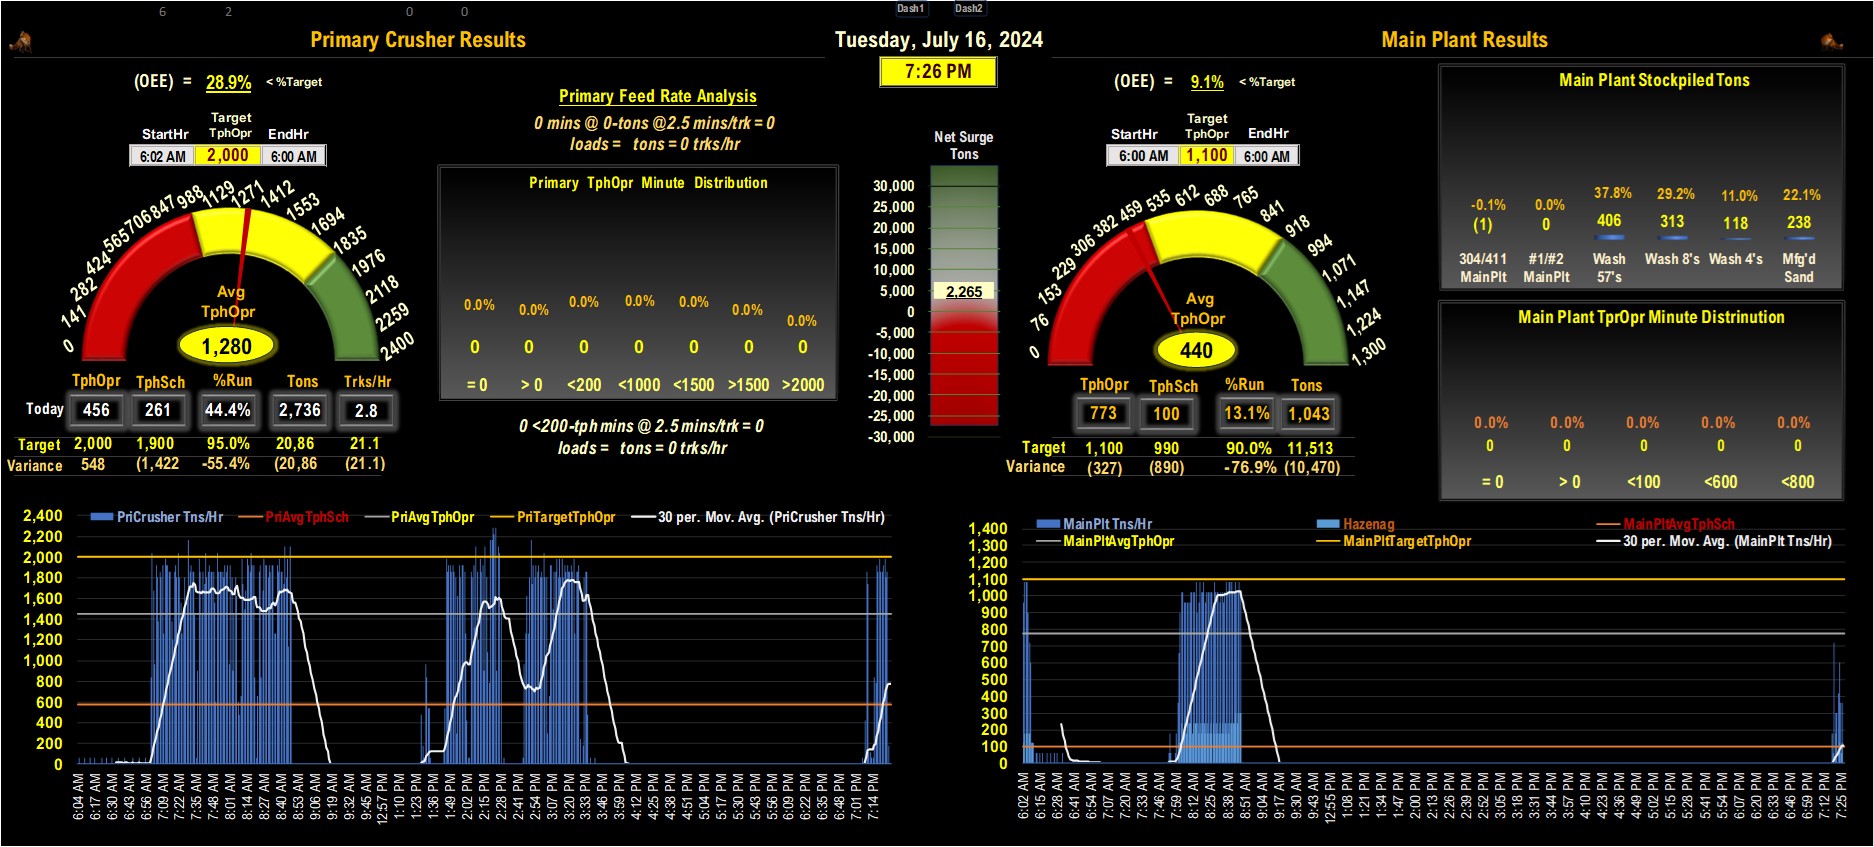 6 2 0 0
Dash1 Dash2
Primary Crusher Results
Tuesday, July 16, 2024
Main Plant Results
7:26 PM
(OEE) = 28.9% < %Target
Target
StartHr TphOpr EndHr
6:02 AM 2,000 6:00 AM
0 141 282 424 565 706 847 988 1129 1271 1412 1553 1694 1835 1976 2118 2259 2400
Avg
TphOpr
1,280
TphOpr TphSch %Run Tons Trks/Hr
Today 456 261 44.4% 2,736 2.8
Target 2,000 1,900 95.0% 20,86 21.1
Variance 548 (1,422 -55.4% (20,86 (21.1)
Primary Feed Rate Analysis
0 mins @ 0-tons @2.5 mins/trk = 0
loads = tons = 0 trks/hr
Primary TphOpr Minute Distribution
0.0% 0.0% 0.0% 0.0% 0.0% 0.0% 0.0%
0 0 0 0 0 0 0
= 0 > 0 <200 <1000 <1500 >1500 >2000
0 <200-tph mins @ 2.5 mins/trk = 0
loads = tons = 0 trks/hr
Net Surge
Tons
30,000
25,000
20,000
15,000
10,000
5,000
2,265
0
-5,000
-10,000
-15,000
-20,000
-25,000
-30,000
(OEE) = 9.1% < %Target
Target
StartHr TphOpr EndHr
6:00 AM 1,100 6:00 AM
0 76 153 229 306 382 459 535 612 688 765 841 918 994 1,071 1,147 1,224 1,300
Avg
TphOpr
440
TphOpr TphSch %Run Tons
773 100 13.1% 1,043
Target 1,100 990 90.0% 11,513
Variance (327) (890) -76.9% (10,470)
Main Plant Stockpiled Tons
-0.1% 0.0% 37.8% 29.2% 11.0% 22.1%
(1) 0 406 313 118 238
304/411 #1/#2 Wash Wash 8's Wash 4's Mfg'd
MainPlt MainPlt 57's Sand
Main Plant TprOpr Minute Distrinution
0.0% 0.0% 0.0% 0.0% 0.0%
0 0 0 0 0
= 0 > 0 <100 <600 <800
PriCrusher Tns/Hr PriAvgTphSch PriAvgTphOpr PriTargetTphOpr 30 per. Mov. Avg. (PriCrusher Tns/Hr)
2,400
2,200
2,000
1,800
1,600
1,400
1,200
1,000
800
600
400
200
0
6:04 AM 6:17 AM 6:30 AM 6:43 AM 6:56 AM 7:09 AM 7:22 AM 7:35 AM 7:48 AM 8:01 AM 8:14 AM 8:27 AM 8:40 AM 8:53 AM 9:06 AM 9:19 AM 9:32 AM 9:45 AM 12:57 PM 1:10 PM 1:23 PM 1:36 PM 1:49 PM 2:02 PM 2:15 PM 2:28 PM 2:41 PM 2:54 PM 3:07 PM 3:20 PM 3:33 PM 3:46 PM 3:59 PM 4:12 PM 4:25 PM 4:38 PM 4:51 PM 5:04 PM 5:17 PM 5:30 PM 5:43 PM 5:56 PM 6:09 PM 6:22 PM 6:35 PM 6:48 PM 7:01 PM 7:14 PM
MainPlt Tns/Hr Hazenag MainPltAvgTphSch
MainPltAvgTphOpr MainPltTargetTphOpr 30 per. Mov. Avg. (MainPlt Tns/Hr)
1,400
1,300
1,200
1,100
1,000
900
800
700
600
500
400
300
200
100
0
6:02 AM 6:15 AM 6:28 AM 6:41 AM 6:54 AM 7:07 AM 7:20 AM 7:33 AM 7:46 AM 7:59 AM 8:12 AM 8:25 AM 8:38 AM 8:51 AM 9:04 AM 9:17 AM 9:30 AM 9:43 AM 12:55 PM 1:08 PM 1:21 PM 1:34 PM 1:47 PM 2:00 PM 2:13 PM 2:26 PM 2:39 PM 2:52 PM 3:05 PM 3:18 PM 3:31 PM 3:44 PM 3:57 PM 4:10 PM 4:23 PM 4:36 PM 4:49 PM 5:02 PM 5:15 PM 5:28 PM 5:41 PM 5:54 PM 6:07 PM 6:20 PM 6:33 PM 6:46 PM 6:59 PM 7:12 PM 7:25 PM